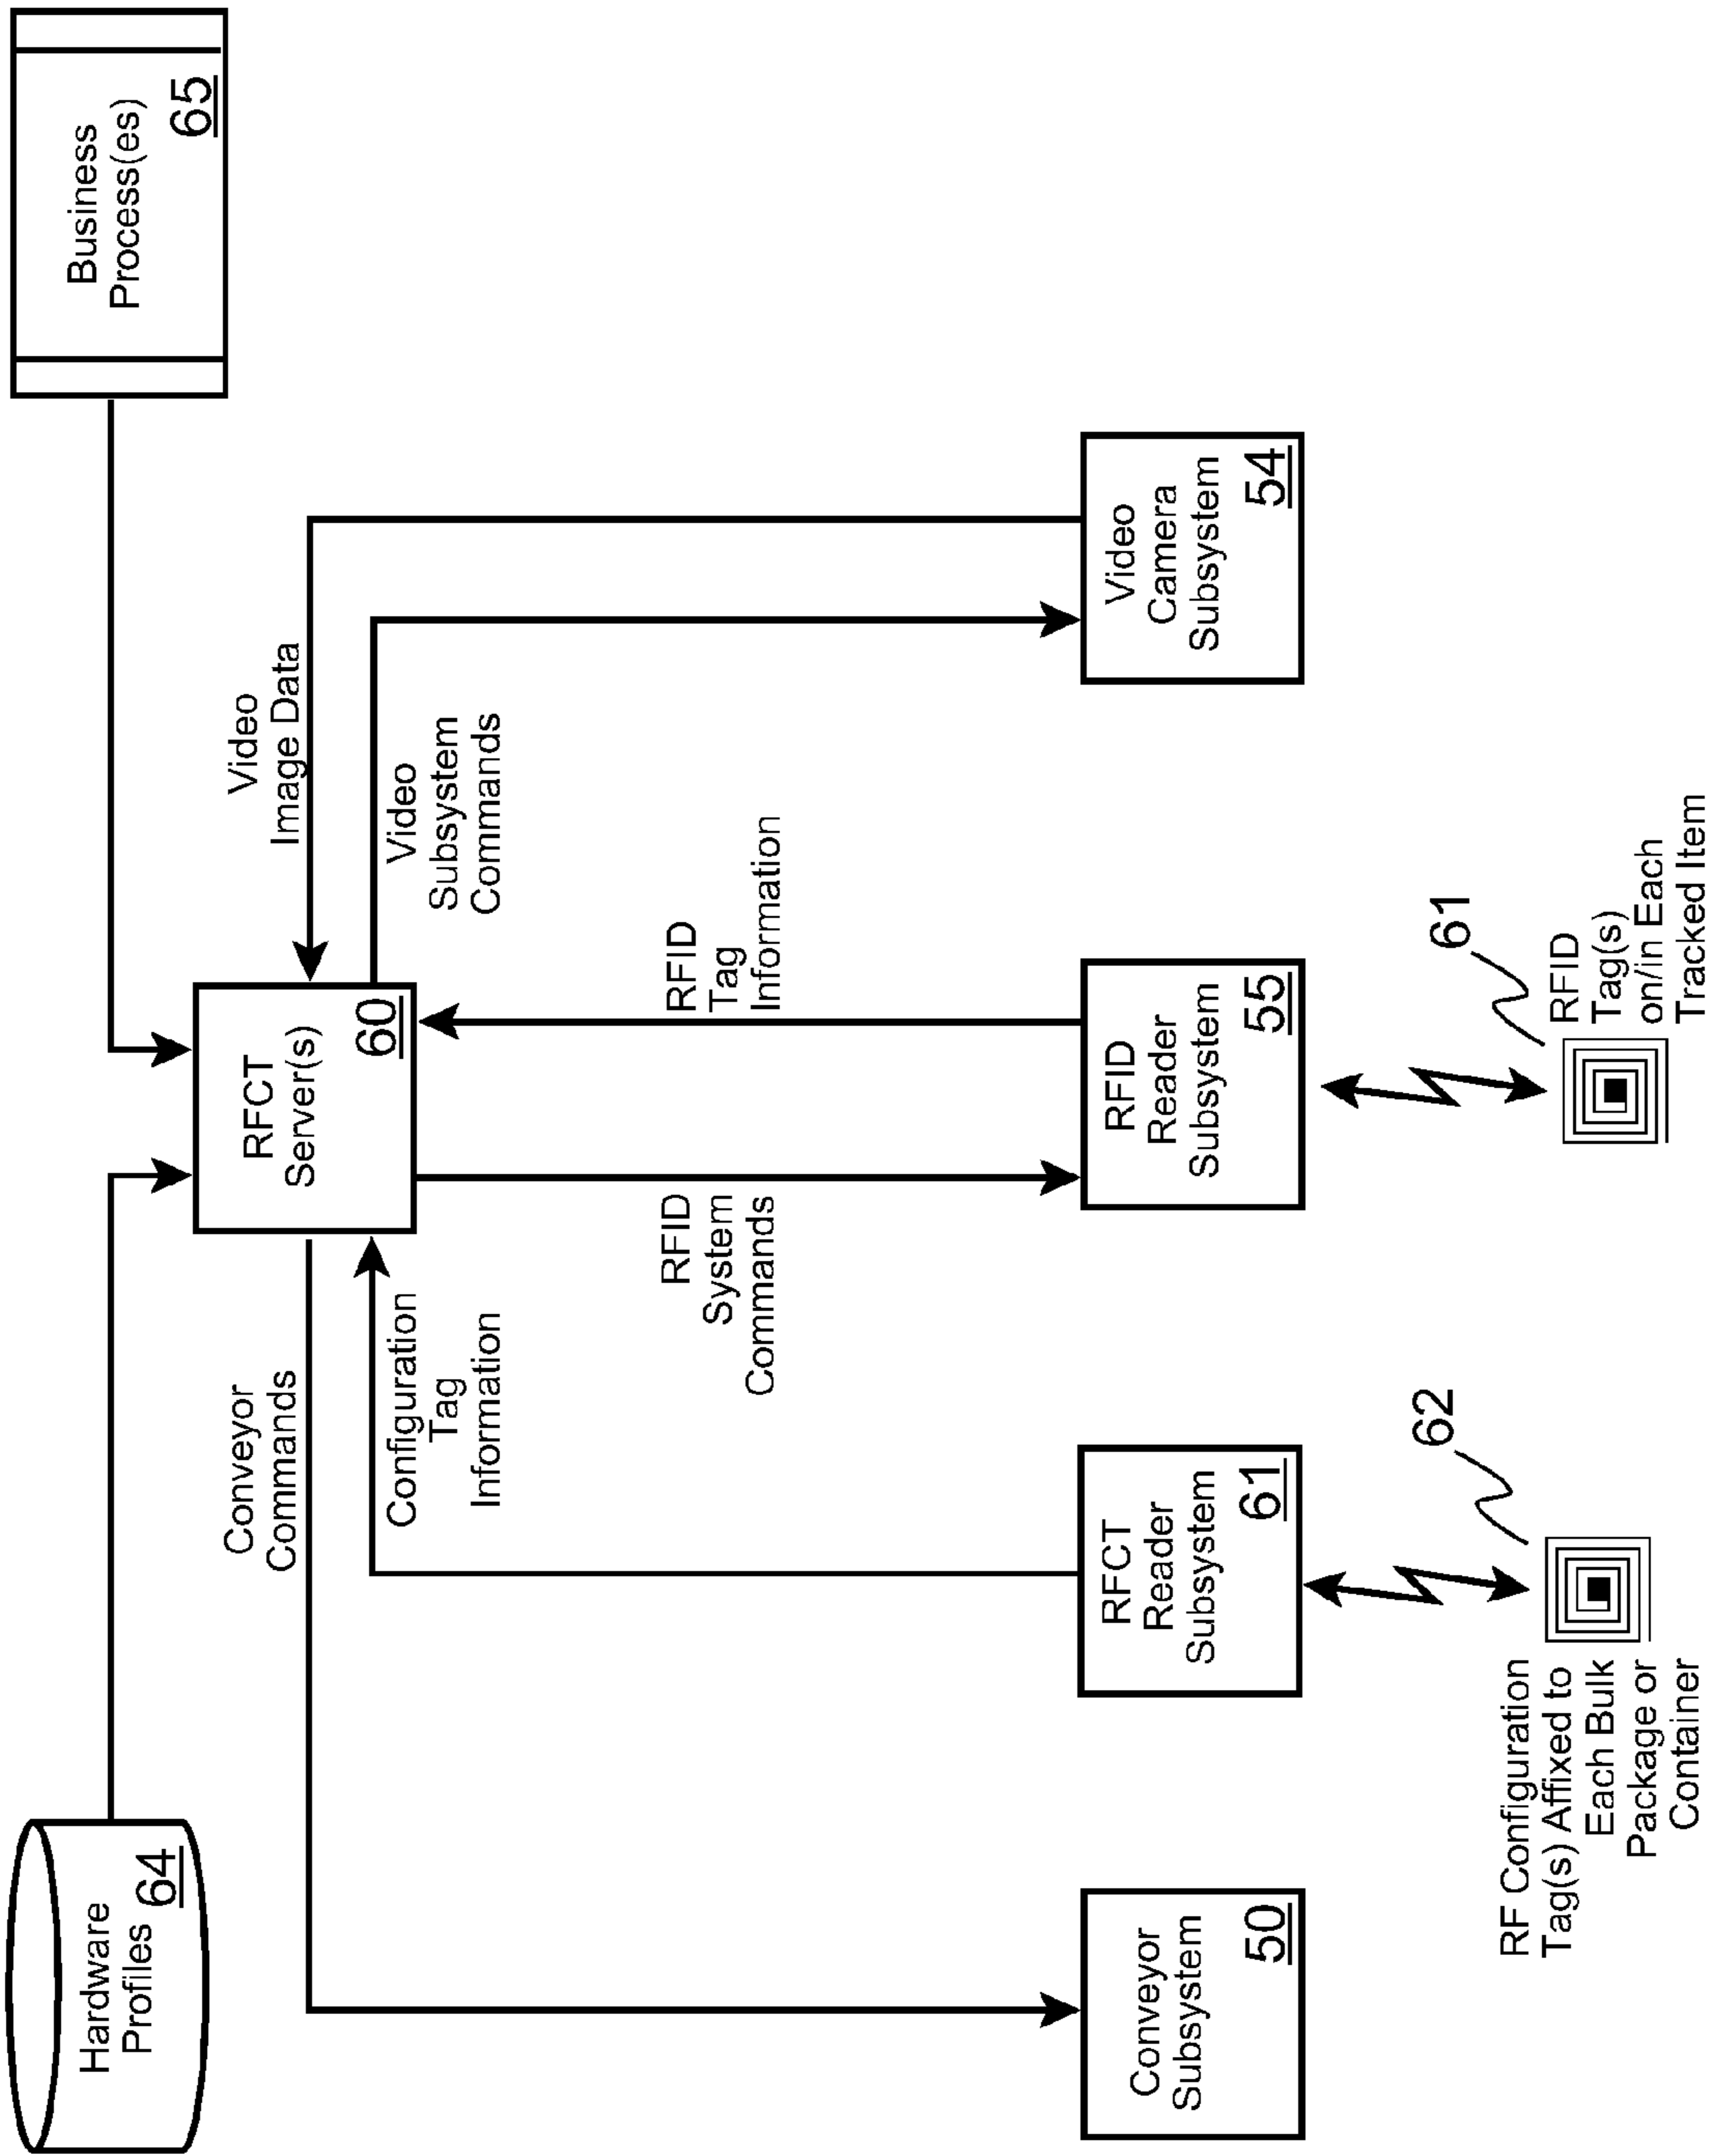 Hardware
Profiles
64
Business
Process(es)
65
RFCT
Server(s)
60
Conveyor
Commands
Configuration
Tag
Information
Video
Image Data
Video
Subsystem
Commands
RFID
System
Commands
RFID
Tag
Information
Conveyor
Subsystem
50
RFCT
Reader
Subsystem
61
RFID
Reader
Subsystem
55
Video
Camera
Subsystem
54
RF Configuration
Tag(s) Affixed to
Each Bulk
Package or
Container
62
61
RFID
Tag(s)
on/in Each
Tracked Item